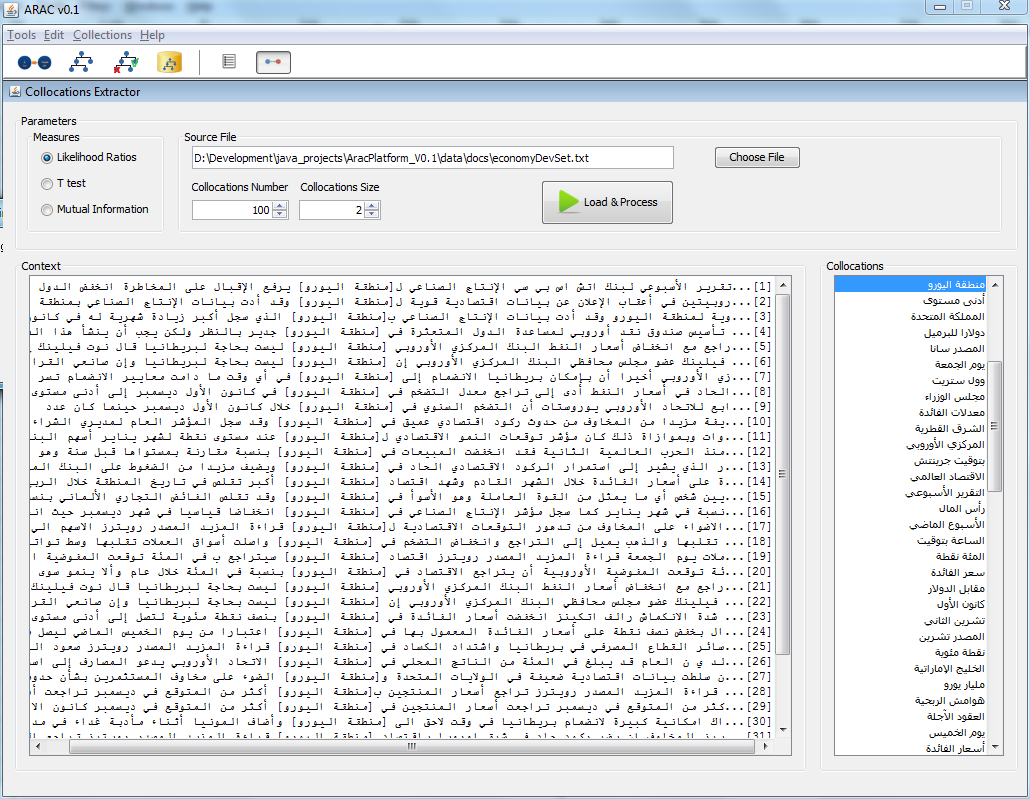 ARAC v0.1
Tools Edit Collections Help
Collocations Extractor
Parameters
Measures
Likelihood Ratios
T test
Mutual Information
Source File
D:\Development\java_projects\AracPlatform_V0.1\data\docs\economyDevSet.txt
Choose File
Collocations Number
100
Collocations Size
2
Load & Process
Context
[1]...تقرير الأسبوعي لبنك اتش اس بي سي الإنتاج الصناعي ل[منطقة اليورو] يرفع الإقبال على المخاطرة انخفض الدول
[2]...روبيتين في أعقاب الإعلان عن بيانات اقتصادية قوية ل[منطقة اليورو] وقد أدت بيانات الإنتاج الصناعي بمنطقة
[3]...وية لمنطقة اليورو وقد أدت بيانات الإنتاج الصناعي ب[منطقة اليورو] الذي سجل أكبر زيادة شهرية له في كانو
[4]... تأسيس صندوق نقد أوروبي لمساعدة الدول المتعثرة في [منطقة اليورو] جدير بالنظر ولكن يجب أن ينشأ هذا ال
[5]...راجع مع انخفاض أسعار النفط البنك المركزي الأوروبي [منطقة اليورو] ليست بحاجة لبريطانيا قال نوت فيلينك
[6]... فيلينك عضو مجلس محافظي البنك المركزي الأوروبي إن [منطقة اليورو] ليست بحاجة لبريطانيا وإن صانعي القرا
[7]...زي الأوروبي أخيرا أن بإمكان بريطانيا الانضمام إلى [منطقة اليورو] في أي وقت ما دامت معايير الانضمام تسر
[8]...الحاد في أسعار النفط أدى إلى تراجع معدل التضخم في [منطقة اليورو] في كانون الأول ديسمبر إلى أدنى مستوى
[9]...ابع للاتحاد الأوروبي يوروستات أن التضخم السنوي في [منطقة اليورو] خلال كانون الأول ديسمبر حينما كان عدد
[10]...يفة مزيدا من المخاوف من حدوث ركود اقتصادي عميق في [منطقة اليورو] وقد سجل المؤشر العام لمديري الشراء
[11]...وات وبموازاة ذلك كان مؤشر توقعات النمو الاقتصادي ل[منطقة اليورو] عند مستوى نقطة لشهر يناير أسهم البن
[12]...منذ الحرب العالمية الثانية فقد انخفضت المبيعات في [منطقة اليورو] بنسبة مقارنة بمستواها قبل سنة وهو
[13]...ر الذي يشير إلى استمرار الركود الاقتصادي الحاد في [منطقة اليورو] ويضيف مزيدا من الضغوط على البنك الم
[14]...ة على أسعار الفائدة خلال الشهر القادم وشهد اقتصاد [منطقة اليورو] أكبر تقلص في تاريخ المنطقة خلال الرب
[15]...يين شخص أي ما يمثل من القوة العاملة وهو الأسوأ في [منطقة اليورو] وقد تقلص الفائض التجاري الألماني بنس
[16]...نسبة في شهر يناير كما سجل مؤشر الإنتاج الصناعي في [منطقة اليورو] انخفاضا قياسيا في شهر ديسمبر حيث ان
[17]...الاضواء على المخاوف من تدهور التوقعات الاقتصادية ل[منطقة اليورو] قراءة المزيد المصدر رويترز الاسهم الي
[18]... تقلبها والذهب يميل إلى التراجع وانخفاض التضخم في [منطقة اليورو] واصلت أسواق العملات تقلبها وسط تواتـ
[19]...ملات يوم الجمعة قراءة المزيد المصدر رويترز اقتصاد [منطقة اليورو] سيتراجع ب في المئة توقعت المفوضية ا
[20]...ئة توقعت المفوضية الأوروبية أن يتراجع الاقتصاد في [منطقة اليورو] بنسبة في المئة خلال عام وألا ينمو سوى
[21]...راجع مع انخفاض أسعار النفط البنك المركزي الأوروبي [منطقة اليورو] ليست بحاجة لبريطانيا قال نوت فيلينك
[22]... فيلينك عضو مجلس محافظي البنك المركزي الأوروبي إن [منطقة اليورو] ليست بحاجة لبريطانيا وإن صانعي القر
[23]... شدة الانكماش رالف اتكينز انخفضت أسعار الفائدة في [منطقة اليورو] بنصف نقطة مئوية لتصل إلى أدنى مستوى
[24]...ال بخفض نصف نقطة على أسعار الفائدة المعمول بها في [منطقة اليورو] اعتبارا من يوم الخميس الماضي ليصل
[25]...سائر القطاع المصرفي في بريطانيا واشتداد الكساد في [منطقة اليورو] قراءة المزيد المصدر رويترز صعود ال
[26]...لد ي ن العام قد يبلغ في المئة من الناتج المحلي في [منطقة اليورو] الاتحاد الأوروبي يدعو المصارف إلى اس
[27]...ن سلطت بيانات اقتصادية ضعيفة في الولايات المتحدة و[منطقة اليورو] الضوء على مخاوف المستثمرين بشأن حدو
[28]... قراءة المزيد المصدر رويترز تراجع أسعار المنتجين ب[منطقة اليورو] أكثر من المتوقع في ديسمبر تراجعت أ
[29]...كثر من المتوقع في ديسمبر تراجعت أسعار المنتجين في [منطقة اليورو] أكثر من المتوقع في ديسمبر كانون الا
[30]...اك امكانية كبيرة لانضمام بريطانيا في وقت لاحق الى [منطقة اليورو] وأضاف المونيا أثناء مأدبة غداء في مد
Collocations
منطقة اليورو
أدنى مستوى
المملكة المتحدة
دولارا للبرميل
المصدر سانا
يوم الجمعة
وول ستريت
مجلس الوزراء
معدلات الفائدة
الشرق القطرية
المركزي الأوروبي
بتوقيت جرينتش
الاقتصاد العالمي
التقرير الأسبوعي
رأس المال
الأسبوع الماضي
الساعة بتوقيت
المئة نقطة
سعر الفائدة
مقابل الدولار
كانون الأول
تشرين الثاني
المصدر تشرين
نقطة مئوية
الخليج الإماراتية
مليار يورو
هوامش الربحية
العقود الآجلة
يوم الخميس
أسعار الفائدة